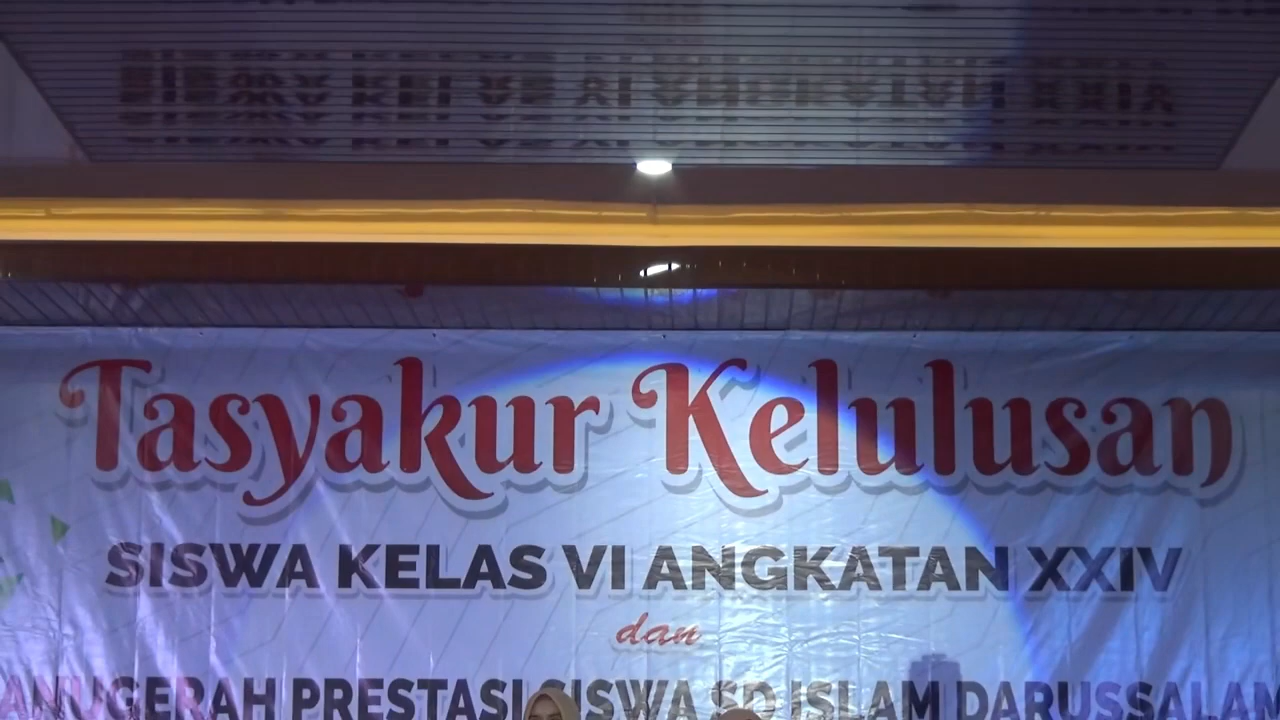 Tasyakur Kelulusan
SISWA KELAS VI ANGKATAN XXIV
dan
ANUGERAH PRESTASI SISWA SD ISLAM DARUSSALAM